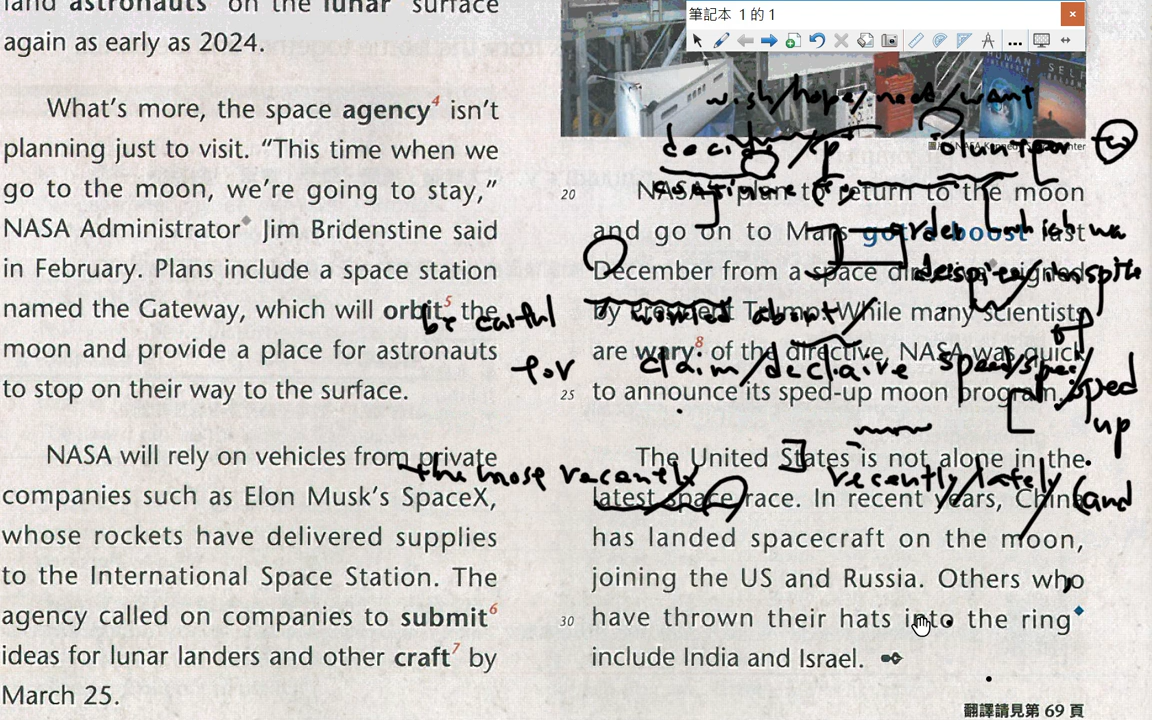 land astronauts on the lunar surface
again as early as 2024.
What's more, the space agency4 isn't
planning just to visit. “This time when we
go to the moon, we're going to stay,”
NASA Administrator Jim Bridenstine said
in February. Plans include a space station
named the Gateway, which will orbit5 the
moon and provide a place for astronauts
to stop on their way to the surface.
NASA will rely on vehicles from private
companies such as Elon Musk's SpaceX,
whose rockets have delivered supplies
to the International Space Station. The
agency called on companies to submit6
ideas for lunar landers and other craft7 by
March 25.
筆記本 1 的 1
wish/hope/need/want
20 NASA's plan to return to the moon
and go on to Mars got a boost last
December from a space directive signed
by President Trump. While many scientists
are wary8 of the directive, NASA was quick
25 to announce its sped-up moon program.
be careful
worried about
for
claim/declaire
order
despite/inspite
of
sped
up
The United States is not alone in the
latest space race. In recent years, China
has landed spacecraft on the moon,
joining the US and Russia. Others who
30 have thrown their hats into the ring
include India and Israel.
the most recently
recently/lately/(and
翻譯請見第 69 頁